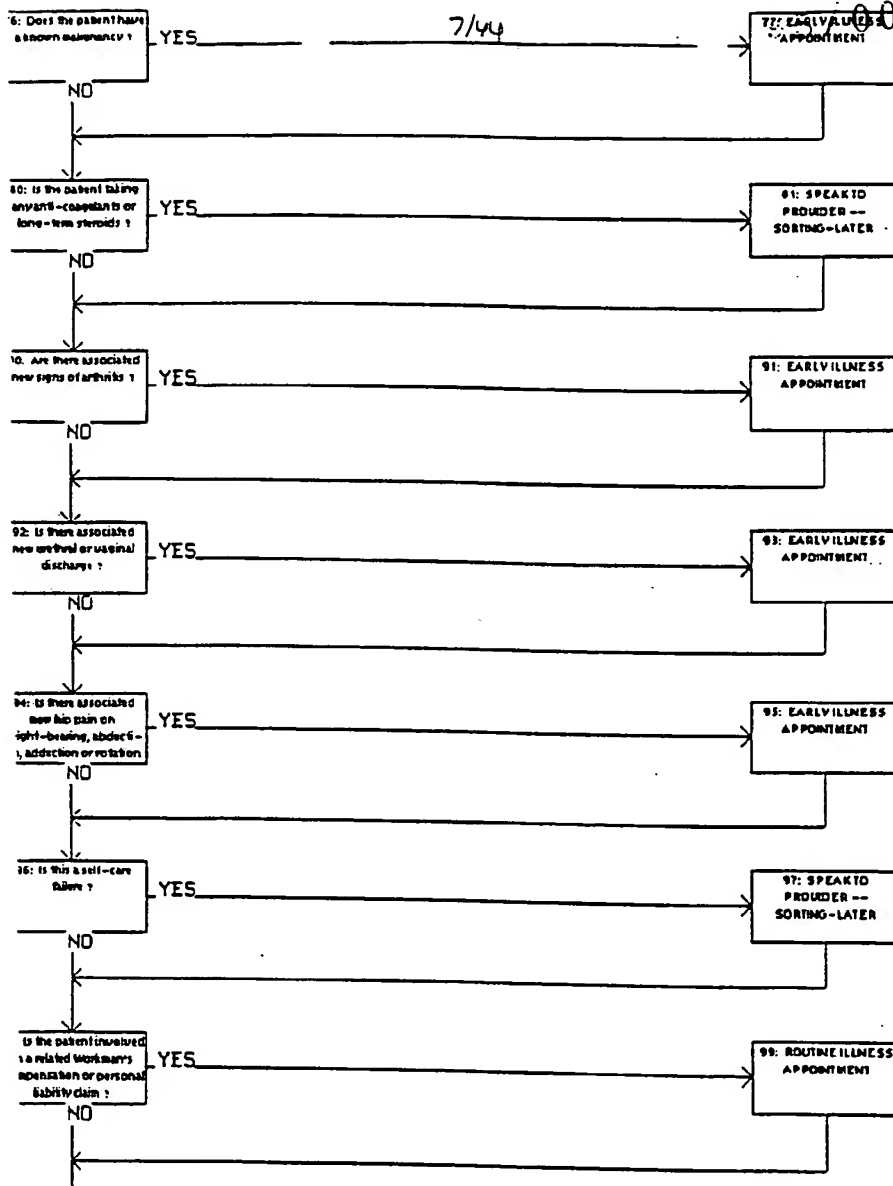 7/44
6: Does the patient have
a known malignancy ?
YES
77: EARLY ILLNESS
APPOINTMENT
NO
80: Is the patient taking
any anti-coagulants or
long-term steroids ?
YES
81: SPEAK TO
PROVIDER --
SORTING-LATER
NO
90: Are there associated
new signs of arthritis ?
YES
91: EARLY ILLNESS
APPOINTMENT
NO
92: Is there associated
new urethral or vaginal
discharge ?
YES
93: EARLY ILLNESS
APPOINTMENT
NO
94: Is there associated
new hip pain on
ight-bearing, abducti-
, adduction or rotation
YES
95: EARLY ILLNESS
APPOINTMENT
NO
96: Is this a self-care
failure ?
YES
97: SPEAK TO
PROVIDER --
SORTING-LATER
NO
Is the patient involved
a related Workman's
mpensation or personal
liability claim ?
YES
99: ROUTINE ILLNESS
APPOINTMENT
NO